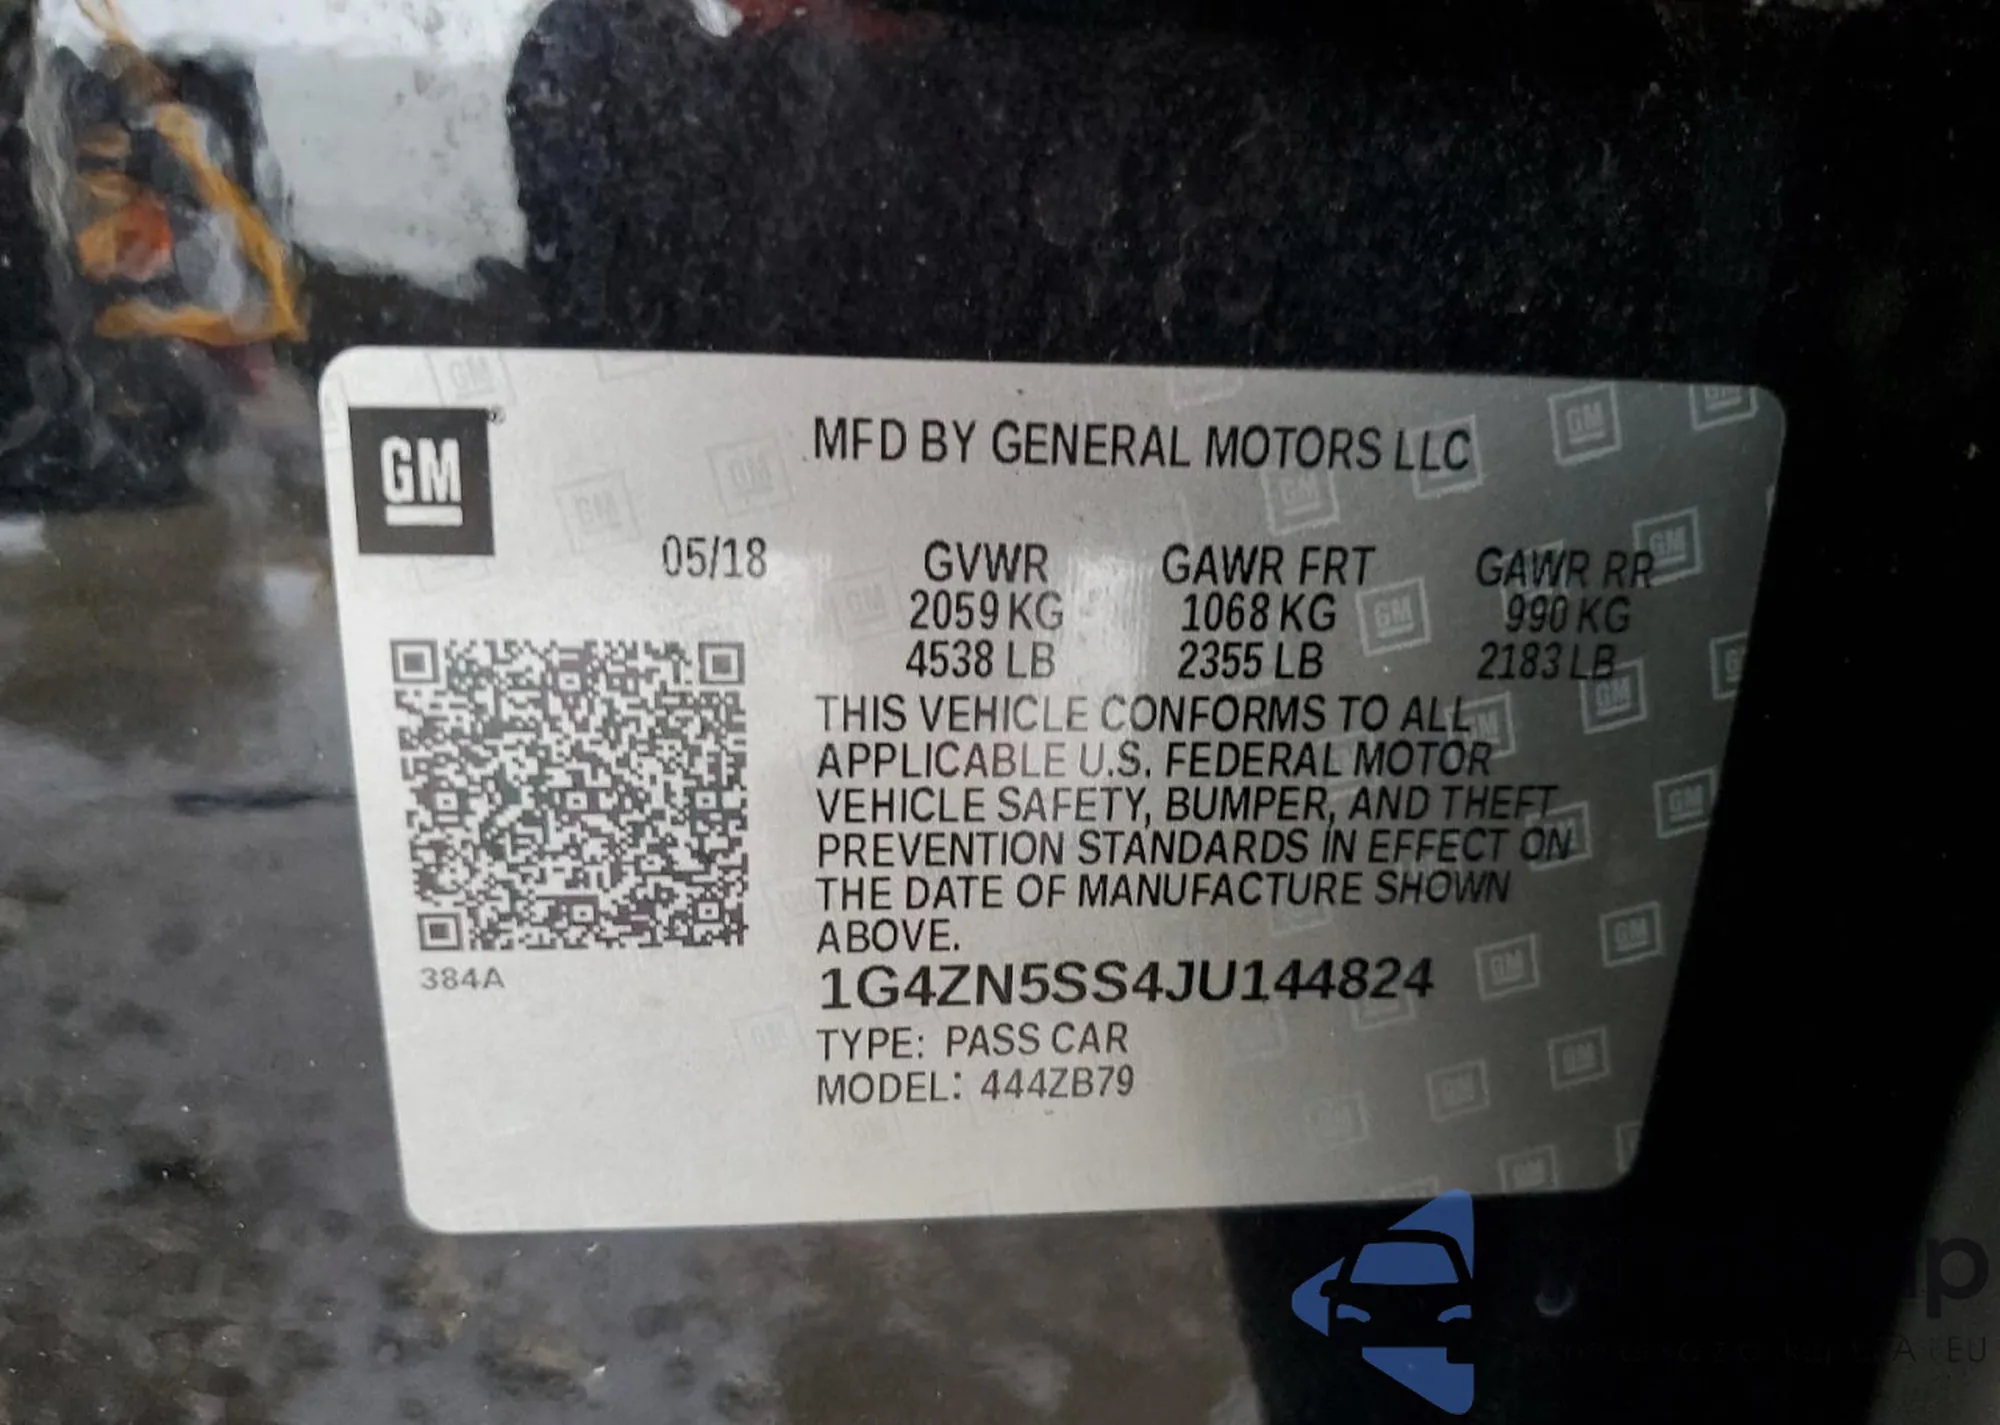 GM
MFD BY GENERAL MOTORS LLC
05/18
GVWR GAWR FRT GAWR RR
2059 KG 1068 KG 990 KG
4538 LB 2355 LB 2183 LB
THIS VEHICLE CONFORMS TO ALL
APPLICABLE U.S. FEDERAL MOTOR
VEHICLE SAFETY, BUMPER, AND THEFT
PREVENTION STANDARDS IN EFFECT ON
THE DATE OF MANUFACTURE SHOWN
ABOVE.
384A
1G4ZN5SS4JU144824
TYPE: PASS CAR
MODEL: 444ZB79